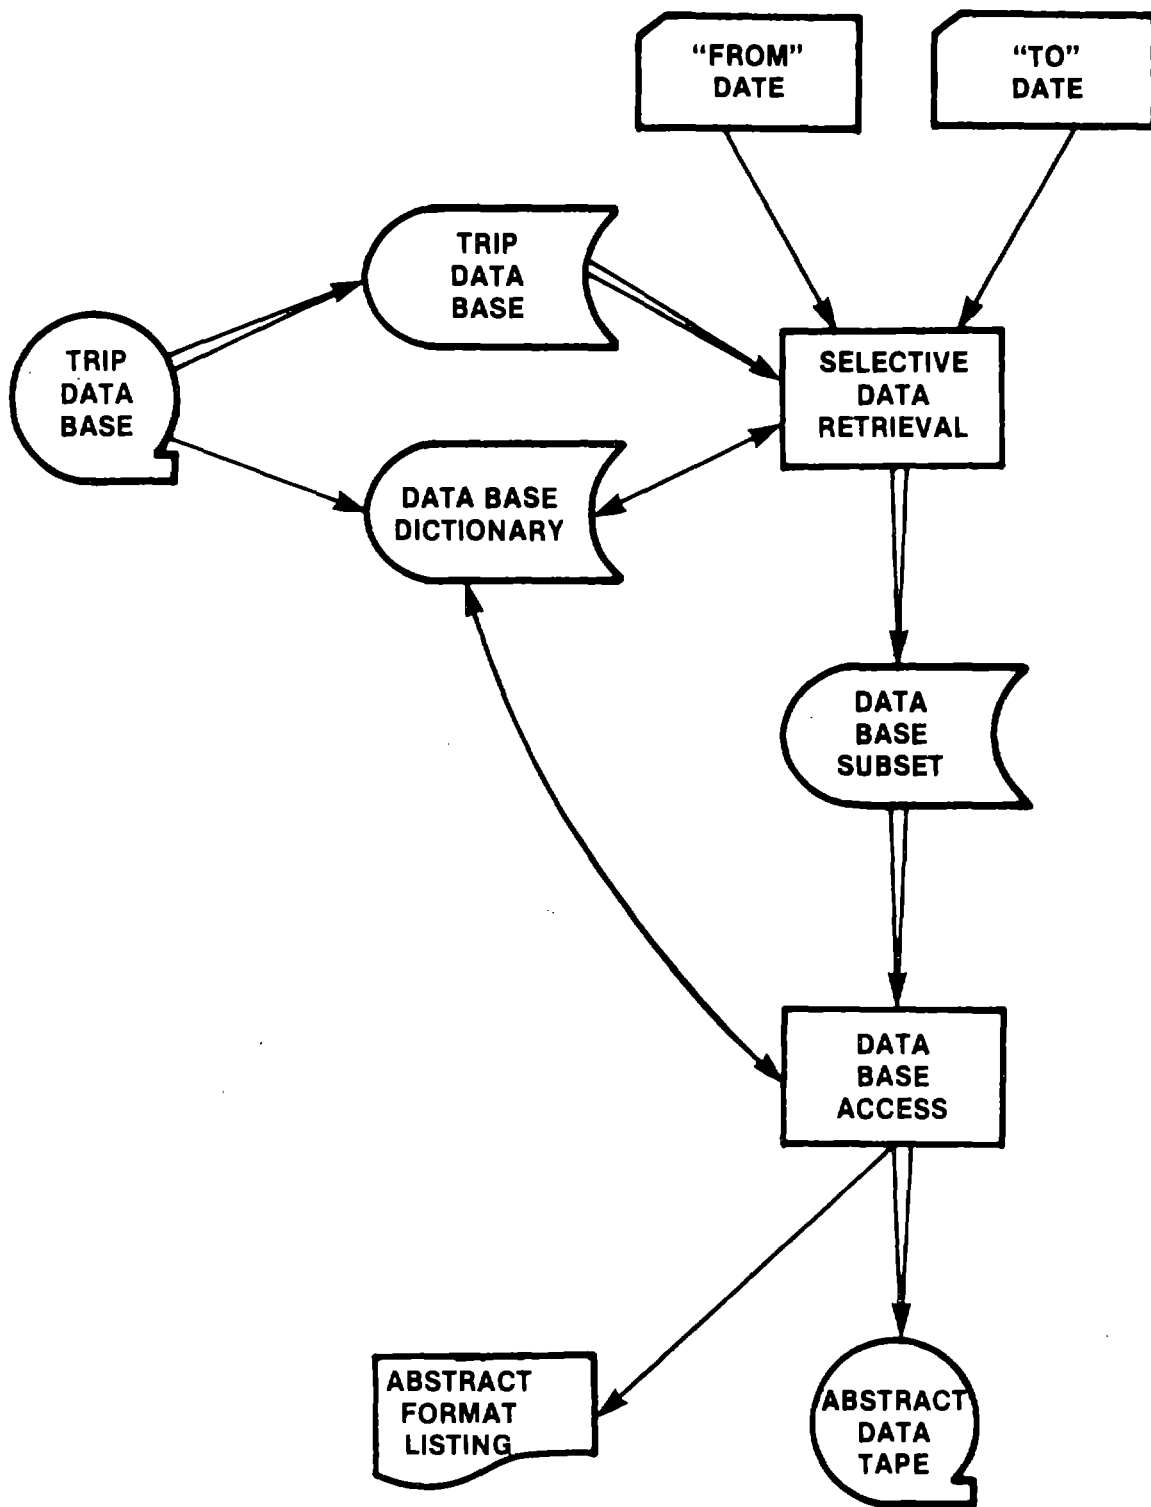 "FROM"
DATE
"TO"
DATE
TRIP
DATA
BASE
TRIP
DATA
BASE
SELECTIVE
DATA
RETRIEVAL
DATA BASE
DICTIONARY
DATA
BASE
SUBSET
DATA
BASE
ACCESS
ABSTRACT
FORMAT
LISTING
ABSTRACT
DATA
TAPE